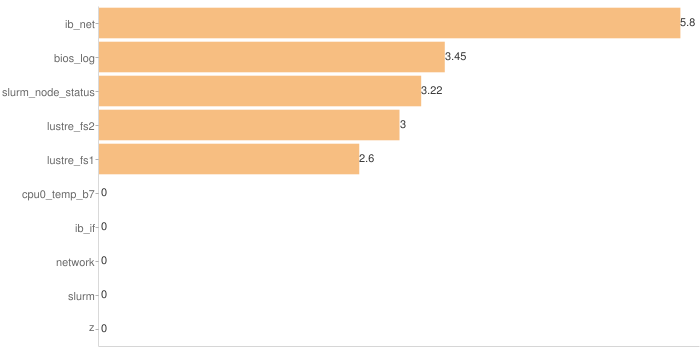 ib_net 5.8
bios_log 3.45
slurm_node_status 3.22
lustre_fs2 3
lustre_fs1 2.6
cpu0_temp_b7 0
ib_if 0
network 0
slurm 0
z 0